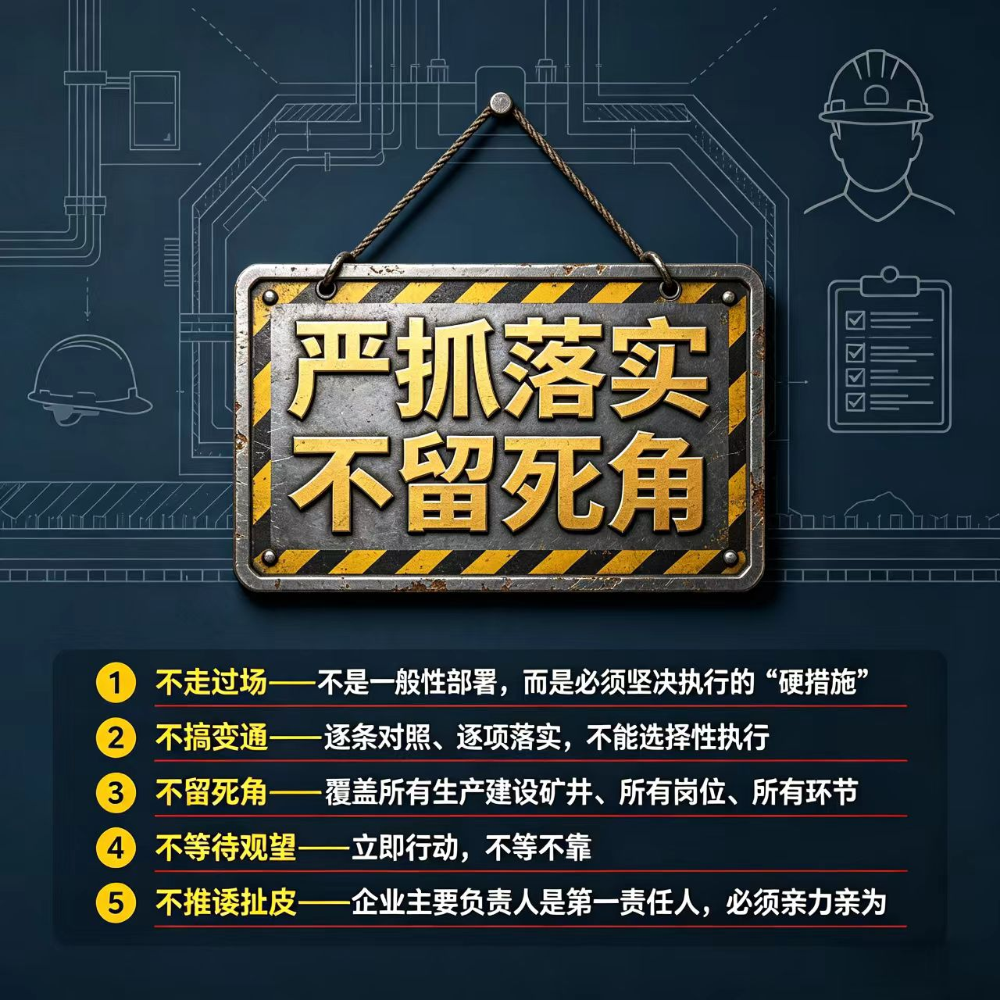 严抓落实
不留死角
1 不走过场——不是一般性部署，而是必须坚决执行的“硬措施”
2 不搞变通——逐条对照、逐项落实，不能选择性执行
3 不留死角——覆盖所有生产建设矿井、所有岗位、所有环节
4 不等待观望——立即行动，不等不靠
5 不推诿扯皮——企业主要负责人是第一责任人，必须亲力亲为